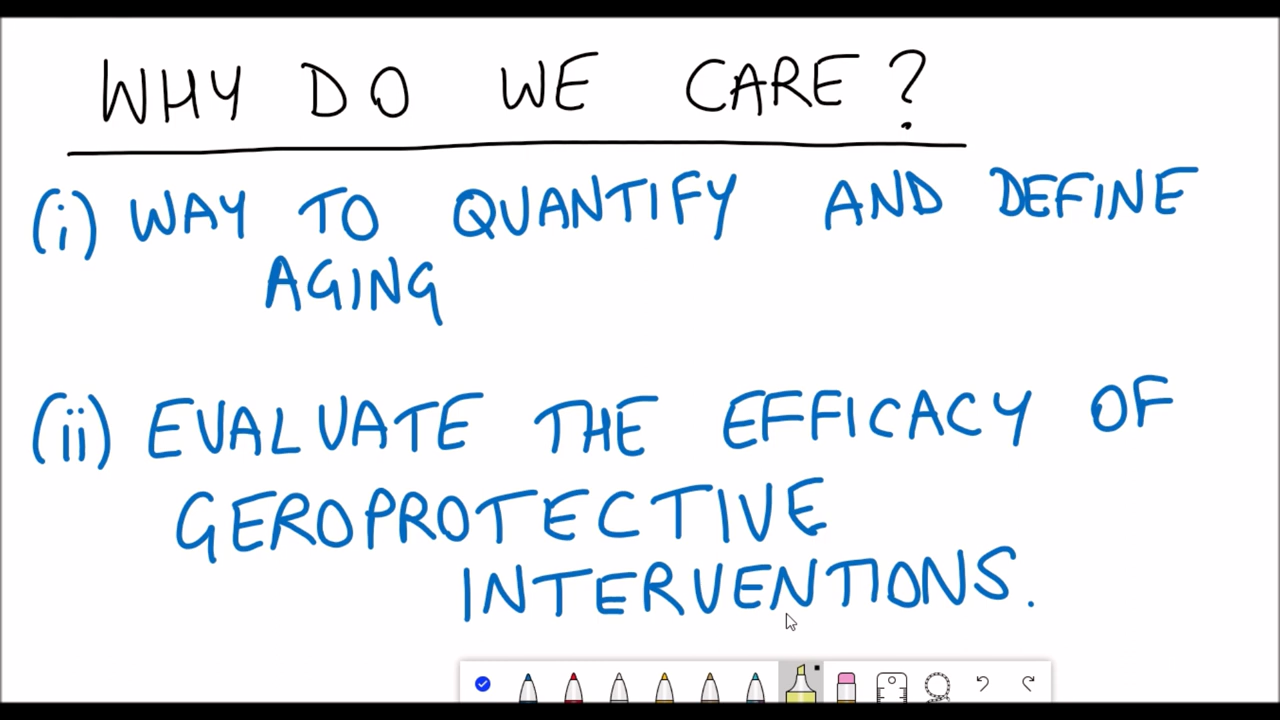 WHY DO WE CARE?
(i) WAY TO QUANTIFY AND DEFINE
AGING
(ii) EVALUATE THE EFFICACY OF
GEROPROTECTIVE
INTERVENTIONS.